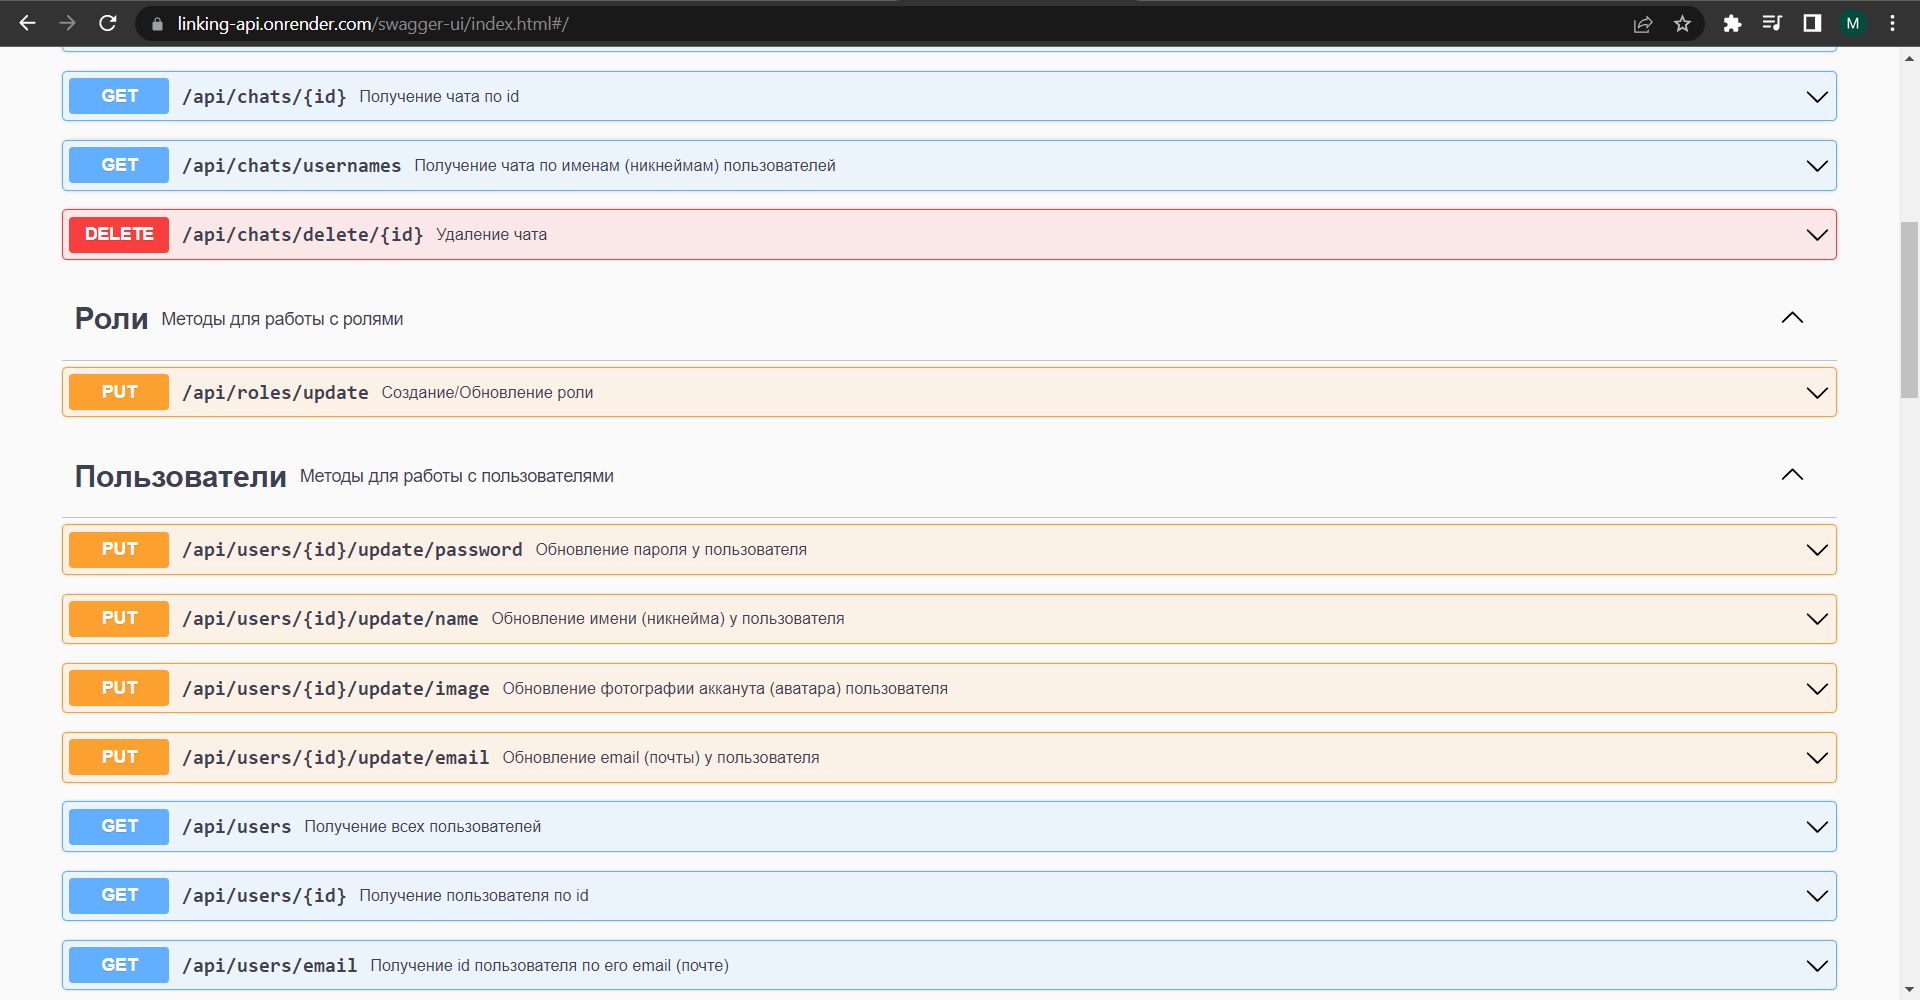 linking-api.onrender.com/swagger-ui/index.html#/
M
GET /api/chats/{id} Получение чата по id
GET /api/chats/usernames Получение чата по именам (никнеймам) пользователей
DELETE /api/chats/delete/{id} Удаление чата
Роли Методы для работы с ролями
PUT /api/roles/update Создание/Обновление роли
Пользователи Методы для работы с пользователями
PUT /api/users/{id}/update/password Обновление пароля у пользователя
PUT /api/users/{id}/update/name Обновление имени (никнейма) у пользователя
PUT /api/users/{id}/update/image Обновление фотографии акканута (аватара) пользователя
PUT /api/users/{id}/update/email Обновление email (почты) у пользователя
GET /api/users Получение всех пользователей
GET /api/users/{id} Получение пользователя по id
GET /api/users/email Получение id пользователя по его email (почте)